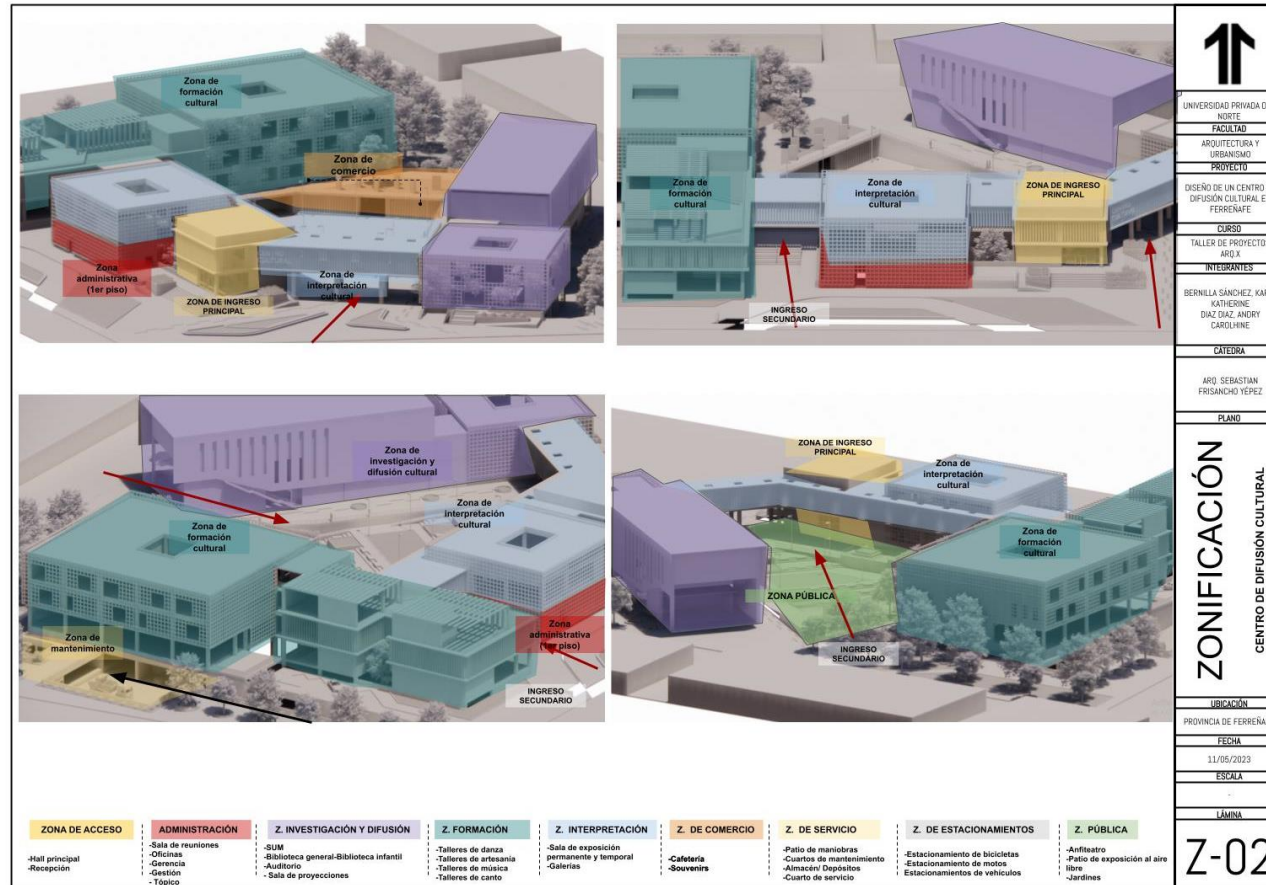 Zona de
formación
cultural
Zona de
comercio
Zona
administrativa
(1er piso)
ZONA DE INGRESO
PRINCIPAL
Zona de
interpretación
cultural
Zona de
formación
cultural
Zona de
interpretación
cultural
ZONA DE INGRESO
PRINCIPAL
INGRESO
SECUNDARIO
Zona de
investigación y
difusión cultural
Zona de
interpretación
cultural
Zona de
formación
cultural
Zona de
mantenimiento
Zona
administrativa
(1er piso)
INGRESO
SECUNDARIO
ZONA DE INGRESO
PRINCIPAL
Zona de
interpretación
cultural
Zona de
formación
cultural
ZONA PÚBLICA
INGRESO
SECUNDARIO
ZONA DE ACCESO
-Hall principal
-Recepción
ADMINISTRACIÓN
-Sala de reuniones
-Oficinas
-Gerencia
-Gestión
- Tópico
Z. INVESTIGACIÓN Y DIFUSIÓN
-SUM
-Biblioteca general-Biblioteca infantil
-Auditorio
- Sala de proyecciones
Z. FORMACIÓN
-Talleres de danza
-Talleres de artesanía
-Talleres de música
-Talleres de canto
Z. INTERPRETACIÓN
-Sala de exposición
permanente y temporal
-Galerías
Z. DE COMERCIO
-Cafetería
-Souvenirs
Z. DE SERVICIO
-Patio de maniobras
-Cuartos de mantenimiento
-Almacén/ Depósitos
-Cuarto de servicio
Z. DE ESTACIONAMIENTOS
-Estacionamiento de bicicletas
-Estacionamiento de motos
Estacionamientos de vehículos
Z. PÚBLICA
-Anfiteatro
-Patio de exposición al aire
libre
-Jardines
UNIVERSIDAD PRIVADA D
NORTE
FACULTAD
ARQUITECTURA Y
URBANISMO
PROYECTO
DISEÑO DE UN CENTRO
DIFUSIÓN CULTURAL E
FERREÑAFE
CURSO
TALLER DE PROYECTO
ARQ.X
INTEGRANTES
BERNILLA SÁNCHEZ, KA
KATHERINE
DIAZ DIAZ, ANDRY
CAROLHINE
CÁTEDRA
ARQ. SEBASTIAN
FRISANCHO YÉPEZ
PLANO
ZONIFICACIÓN
CENTRO DE DIFUSIÓN CULTURAL
UBICACIÓN
PROVINCIA DE FERREÑA
FECHA
11/05/2023
ESCALA
-
LÁMINA
Z-02